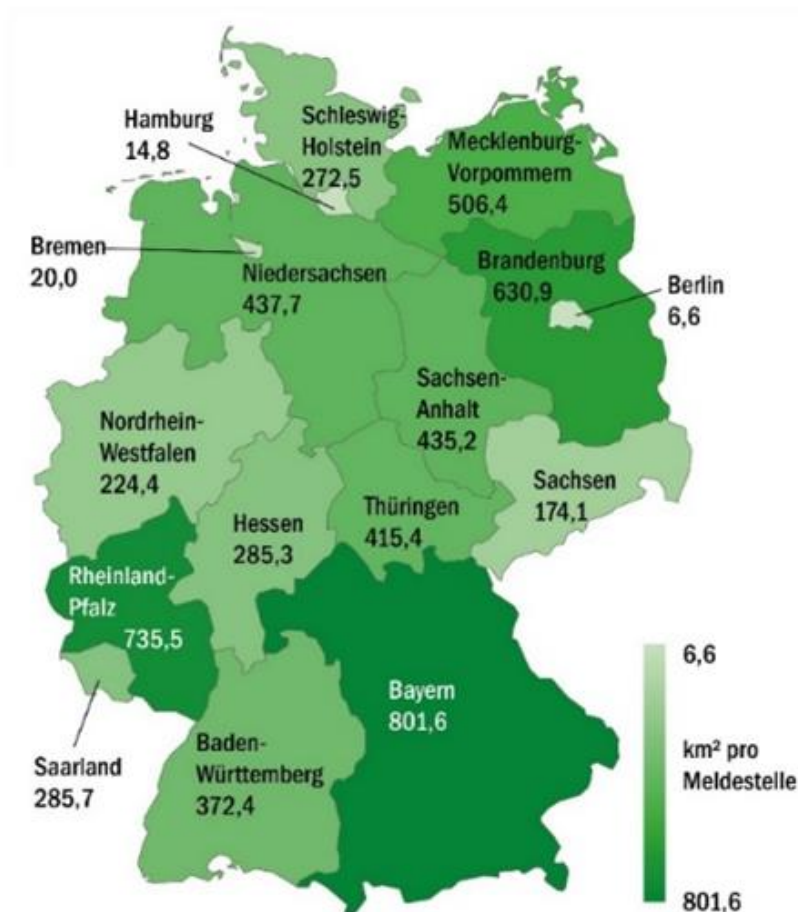 Hamburg
14,8
Schleswig-
Holstein
272,5
Mecklenburg-
Vorpommern
506,4
Bremen
20,0
Niedersachsen
437,7
Brandenburg
630,9
Berlin
6,6
Sachsen-
Anhalt
435,2
Nordrhein-
Westfalen
224,4
Hessen
285,3
Thüringen
415,4
Sachsen
174,1
Rheinland-
Pfalz
735,5
Saarland
285,7
Baden-
Württemberg
372,4
Bayern
801,6
6,6
km² pro
Meldestelle
801,6